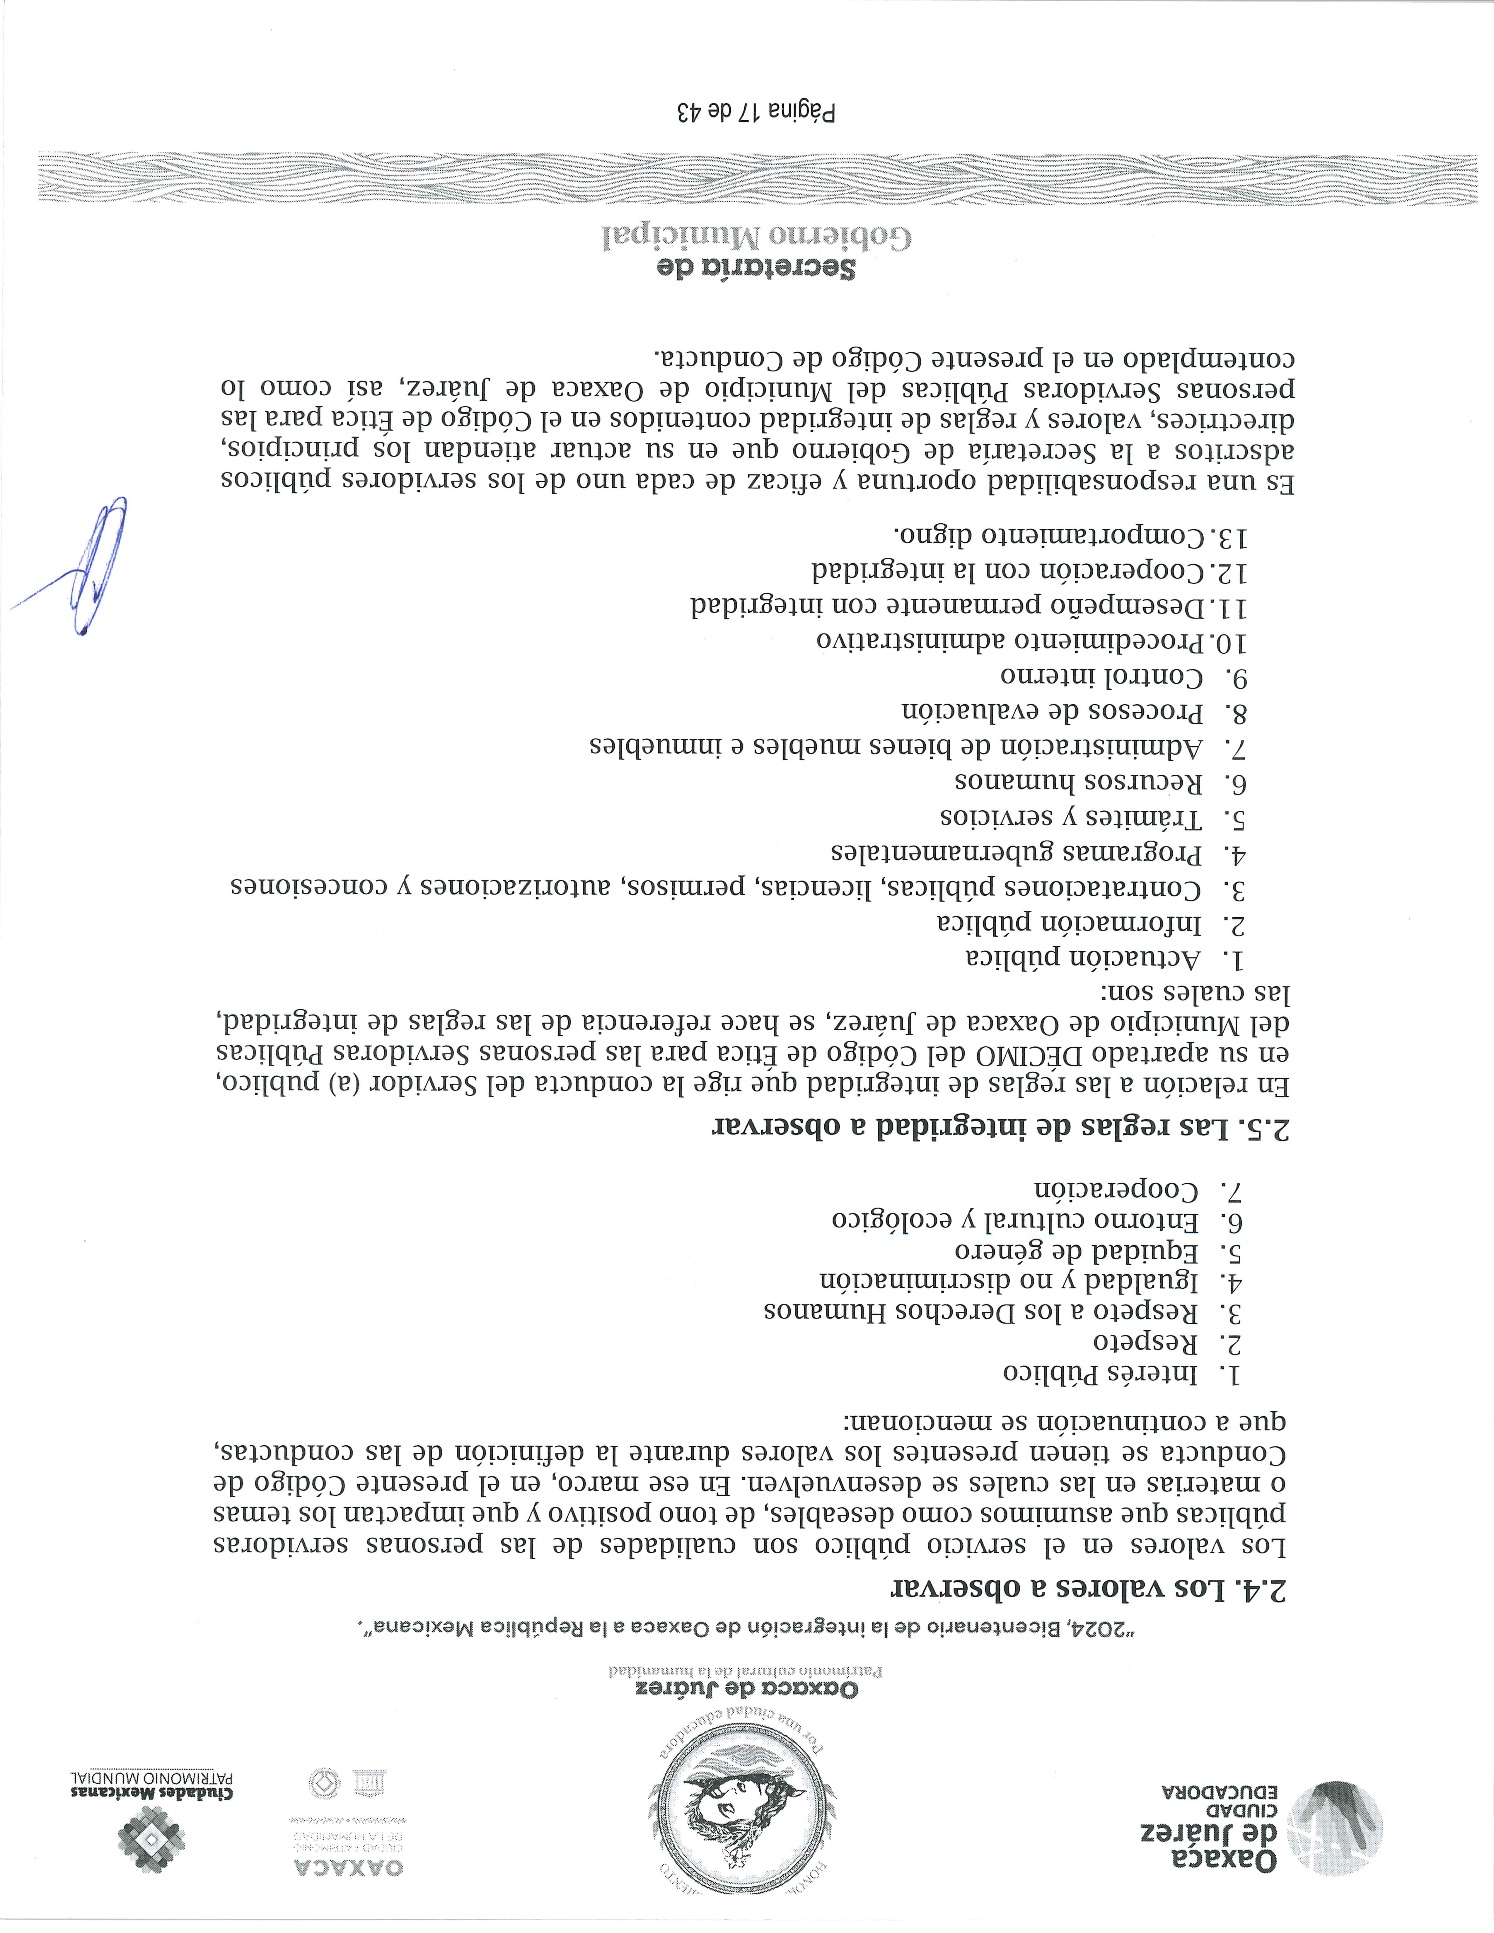 Oaxaca
de Juárez
CIUDAD
EDUCADORA
Por una ciudad educadora
Oaxaca de Juárez
Patrimonio cultural de la humanidad
OAXACA
Ciudades Mexicanas
PATRIMONIO MUNDIAL
"2024, Bicentenario de la integración de Oaxaca a la República Mexicana".
2.4. Los valores a observar
Los valores en el servicio público son cualidades de las personas servidoras
públicas que asumimos como deseables, de tono positivo y que impactan los temas
o materias en las cuales se desenvuelven. En ese marco, en el presente Código de
Conducta se tienen presentes los valores durante la definición de las conductas,
que a continuación se mencionan:
1. Interés Público
2. Respeto
3. Respeto a los Derechos Humanos
4. Igualdad y no discriminación
5. Equidad de género
6. Entorno cultural y ecológico
7. Cooperación
2.5. Las reglas de integridad a observar
En relación a las reglas de integridad que rige la conducta del Servidor (a) publico,
en su apartado DÉCIMO del Código de Ética para las personas Servidoras Públicas
del Municipio de Oaxaca de Juárez, se hace referencia de las reglas de integridad,
las cuales son:
1. Actuación pública
2. Información pública
3. Contrataciones públicas, licencias, permisos, autorizaciones y concesiones
4. Programas gubernamentales
5. Trámites y servicios
6. Recursos humanos
7. Administración de bienes muebles e inmuebles
8. Procesos de evaluación
9. Control interno
10. Procedimiento administrativo
11. Desempeño permanente con integridad
12. Cooperación con la integridad
13. Comportamiento digno.
Es una responsabilidad oportuna y eficaz de cada uno de los servidores públicos
adscritos a la Secretaría de Gobierno que en su actuar atiendan los principios,
directrices, valores y reglas de integridad contenidos en el Código de Ética para las
personas Servidoras Públicas del Municipio de Oaxaca de Juárez, así como lo
contemplado en el presente Código de Conducta.
Secretaría de
Gobierno Municipal
Página 17 de 43